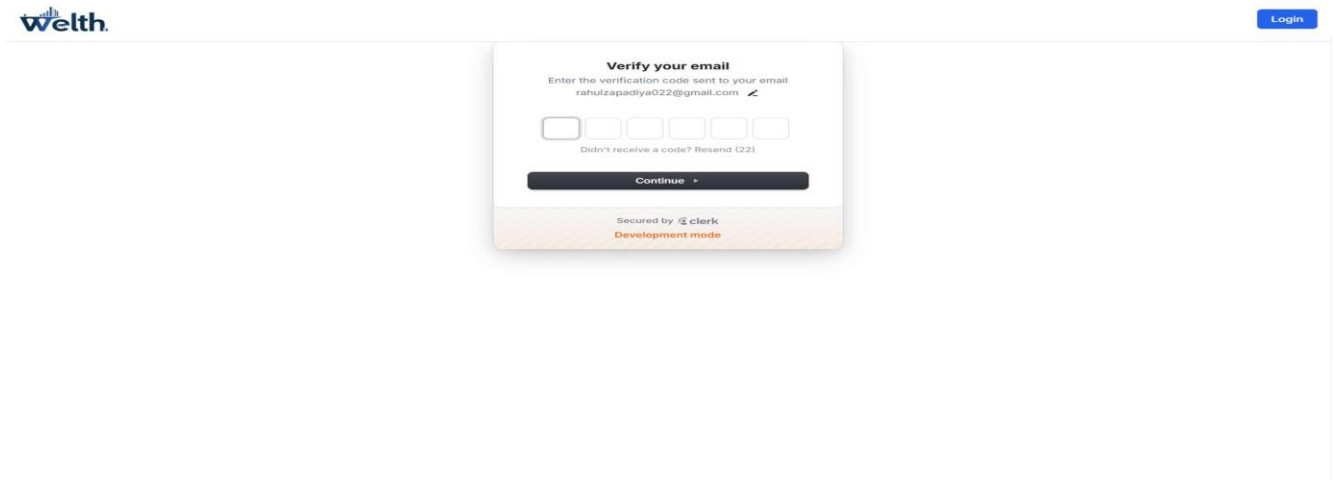 welth.
Login
Verify your email
Enter the verification code sent to your email
rahulzapadiya022@gmail.com
Didn't receive a code? Resend (22)
Continue
Secured by clerk
Development mode